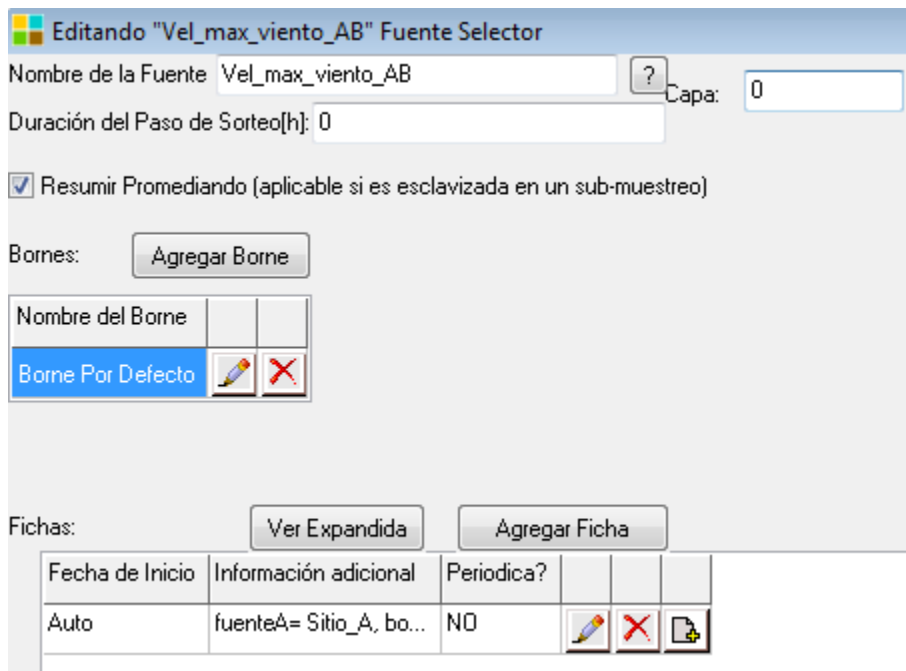 Editando "Vel_max_viento_AB" Fuente Selector
Nombre de la Fuente Vel_max_viento_AB ? Capa: 0
Duración del Paso de Sorteo[h]: 0
Resumir Promediando (aplicable si es esclavizada en un sub-muestreo)
Bornes: Agregar Borne
Nombre del Borne
Borne Por Defecto
Fichas: Ver Expandida Agregar Ficha
Fecha de Inicio Información adicional Periodica?
Auto fuenteA= Sitio_A, bo... NO